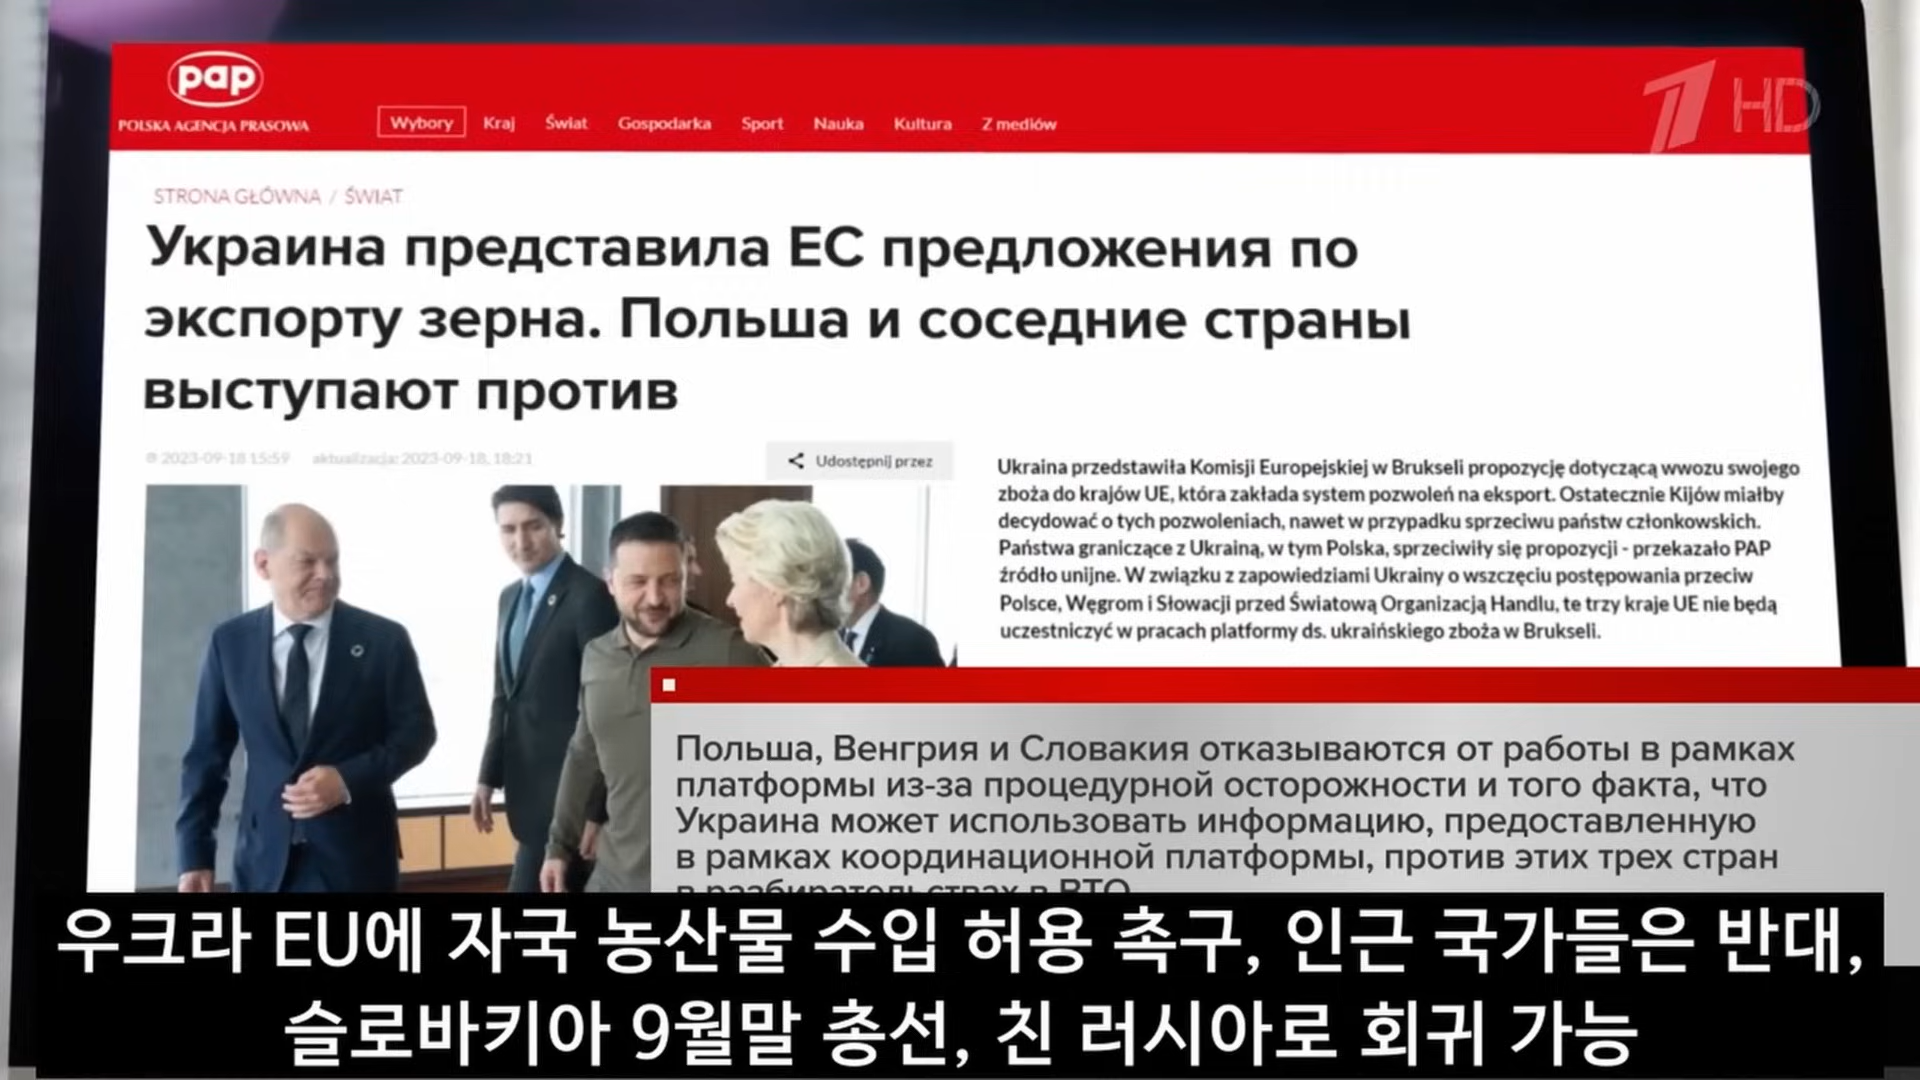 pap
POLSKA AGENCJA PRASOWA
Wybory Kraj Świat Gospodarka Sport Nauka Kultura Z mediów
HD
STRONA GŁÓWNA / ŚWIAT
Украина представила ЕС предложения по
экспорту зерна. Польша и соседние страны
выступают против
2023-09-18 15:59 aktualizacja: 2023-09-18, 18:21
Udostępnij przez
Ukraina przedstawiła Komisji Europejskiej w Brukseli propozycję dotyczącą wwozu swojego
zboża do krajów UE, która zakłada system pozwoleń na eksport. Ostatecznie Kijów miałby
decydować o tych pozwoleniach, nawet w przypadku sprzeciwu państw członkowskich.
Państwa graniczące z Ukrainą, w tym Polska, sprzeciwiły się propozycji - przekazało PAP
źródło unijne. W związku z zapowiedziami Ukrainy o wszczęciu postępowania przeciw
Polsce, Węgrom i Słowacji przed Światową Organizacją Handlu, te trzy kraje UE nie będą
uczestniczyć w pracach platformy ds. ukraińskiego zboża w Brukseli.
Польша, Венгрия и Словакия отказываются от работы в рамках
платформы из-за процедурной осторожности и того факта, что
Украина может использовать информацию, предоставленную
в рамках координационной платформы, против этих трех стран
в разбирательствах в ВТО
우크라 EU에 자국 농산물 수입 허용 촉구, 인근 국가들은 반대,
슬로바키아 9월말 총선, 친 러시아로 회귀 가능